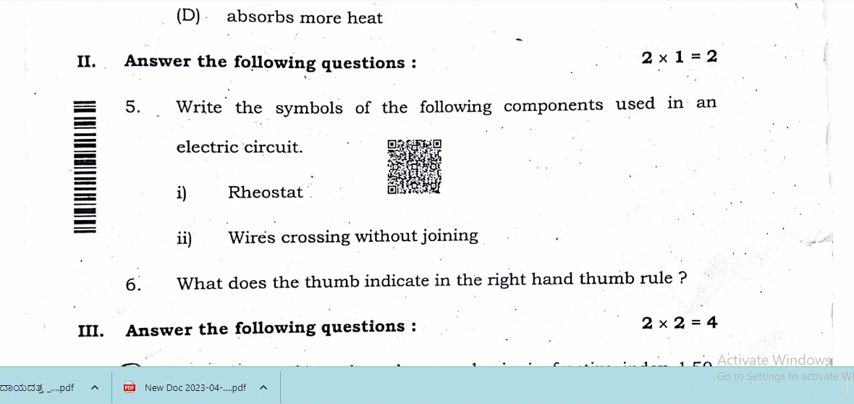 (D) absorbs more heat
II. Answer the following questions : 2 × 1 = 2
5. Write the symbols of the following components used in an
electric circuit.
i) Rheostat
ii) Wires crossing without joining
6. What does the thumb indicate in the right hand thumb rule ?
III. Answer the following questions : 2 × 2 = 4
Activate Windows
Go to Settings to activate W
....pdf
New Doc 2023-04-....pdf